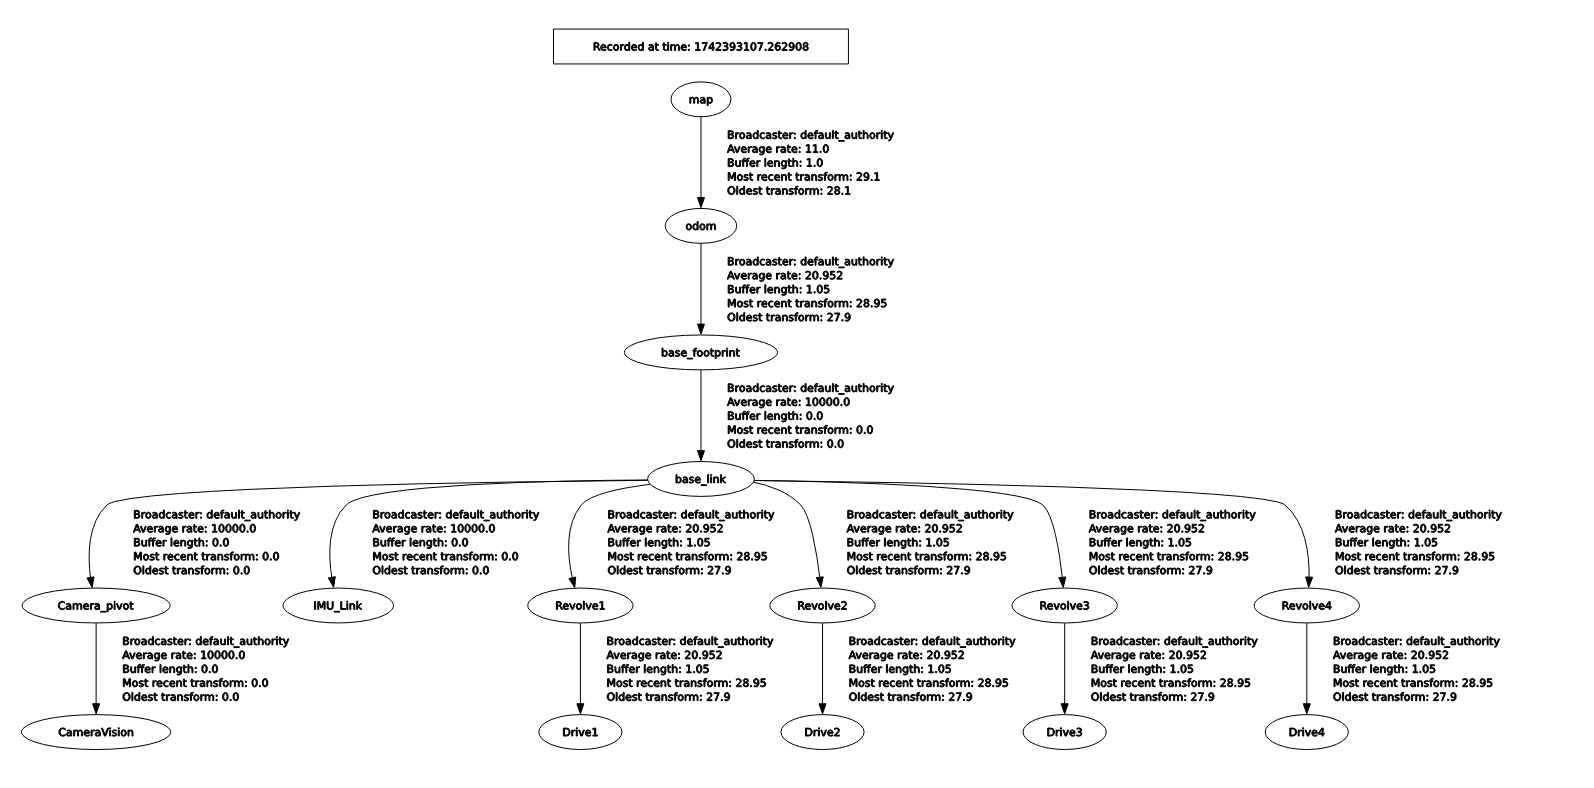 Recorded at time: 1742393107.262908
map
Broadcaster: default_authority
Average rate: 11.0
Buffer length: 1.0
Most recent transform: 29.1
Oldest transform: 28.1
odom
Broadcaster: default_authority
Average rate: 20.952
Buffer length: 1.05
Most recent transform: 28.95
Oldest transform: 27.9
base_footprint
Broadcaster: default_authority
Average rate: 10000.0
Buffer length: 0.0
Most recent transform: 0.0
Oldest transform: 0.0
base_link
Broadcaster: default_authority
Average rate: 10000.0
Buffer length: 0.0
Most recent transform: 0.0
Oldest transform: 0.0
Broadcaster: default_authority
Average rate: 10000.0
Buffer length: 0.0
Most recent transform: 0.0
Oldest transform: 0.0
Broadcaster: default_authority
Average rate: 20.952
Buffer length: 1.05
Most recent transform: 28.95
Oldest transform: 27.9
Broadcaster: default_authority
Average rate: 20.952
Buffer length: 1.05
Most recent transform: 28.95
Oldest transform: 27.9
Broadcaster: default_authority
Average rate: 20.952
Buffer length: 1.05
Most recent transform: 28.95
Oldest transform: 27.9
Broadcaster: default_authority
Average rate: 20.952
Buffer length: 1.05
Most recent transform: 28.95
Oldest transform: 27.9
Camera_pivot
IMU_Link
Revolve1
Revolve2
Revolve3
Revolve4
Broadcaster: default_authority
Average rate: 10000.0
Buffer length: 0.0
Most recent transform: 0.0
Oldest transform: 0.0
Broadcaster: default_authority
Average rate: 20.952
Buffer length: 1.05
Most recent transform: 28.95
Oldest transform: 27.9
Broadcaster: default_authority
Average rate: 20.952
Buffer length: 1.05
Most recent transform: 28.95
Oldest transform: 27.9
Broadcaster: default_authority
Average rate: 20.952
Buffer length: 1.05
Most recent transform: 28.95
Oldest transform: 27.9
Broadcaster: default_authority
Average rate: 20.952
Buffer length: 1.05
Most recent transform: 28.95
Oldest transform: 27.9
CameraVision
Drive1
Drive2
Drive3
Drive4